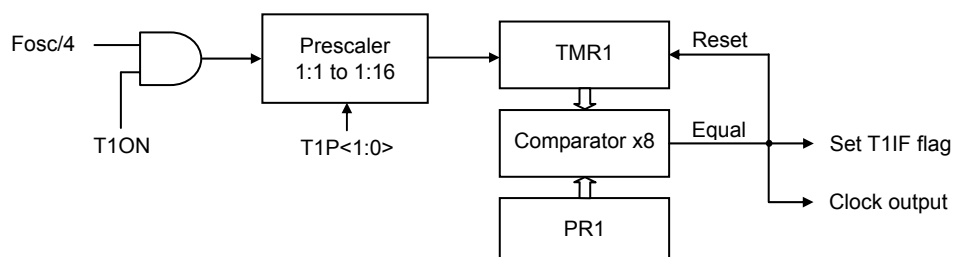 Fosc/4
T1ON
Prescaler
1:1 to 1:16
T1P<1:0>
TMR1
Reset
Comparator x8
Equal
PR1
Set T1IF flag
Clock output